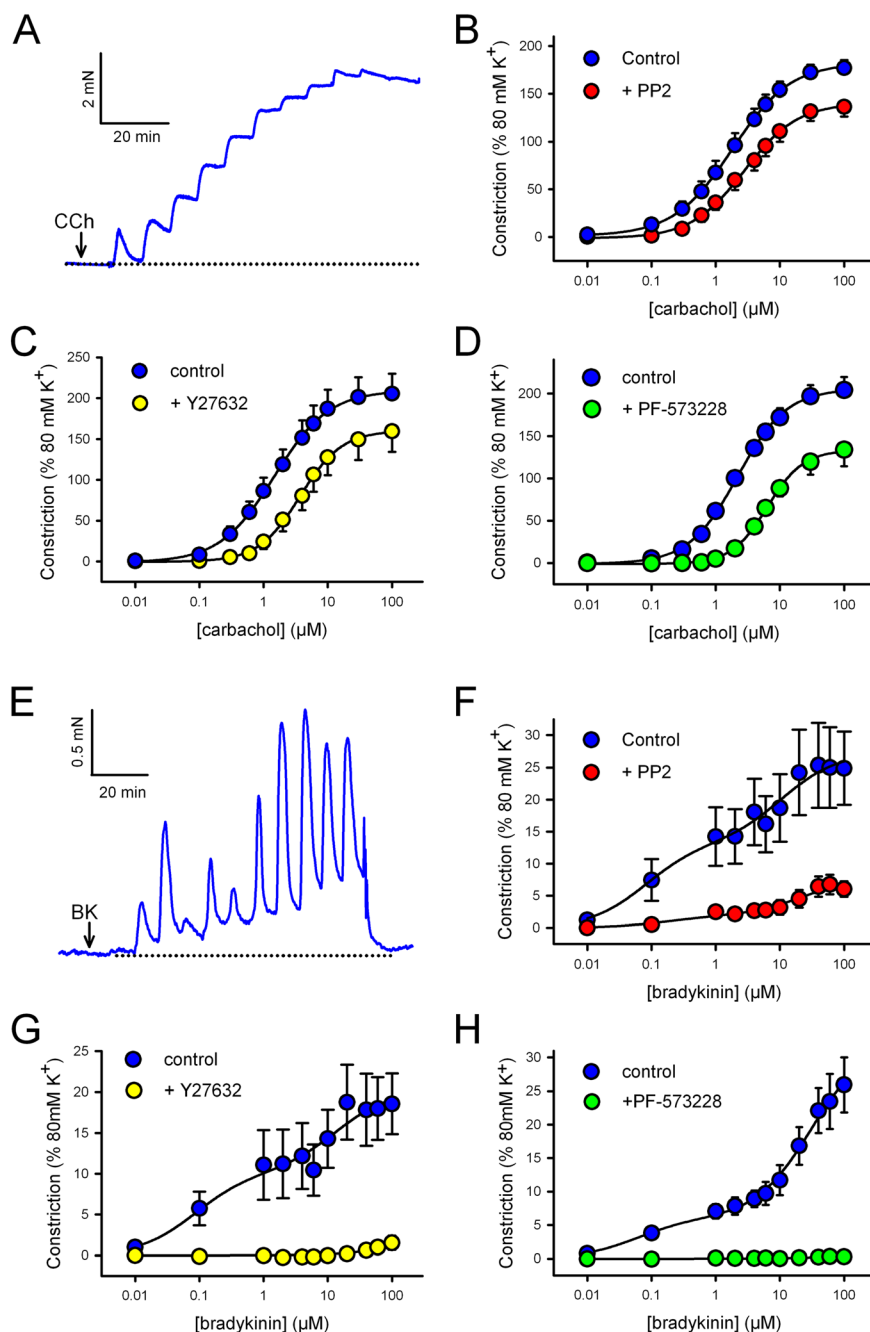 A
2 mN
20 min
CCh
B
Control
+ PP2
Constriction (% 80 mM K+)
200
150
100
50
0
0.01 0.1 1 10 100
[carbachol] (µM)
C
control
+ Y27632
Constriction (% 80 mM K+)
250
200
150
100
50
0
0.01 0.1 1 10 100
[carbachol] (µM)
D
control
+ PF-573228
Constriction (% 80 mM K+)
250
200
150
100
50
0
0.01 0.1 1 10 100
[carbachol] (µM)
E
0.5 mN
20 min
BK
F
Control
+ PP2
Constriction (% 80 mM K+)
30
25
20
15
10
5
0
0.01 0.1 1 10 100
[bradykinin] (µM)
G
control
+ Y27632
Constriction (% 80mM K+)
25
20
15
10
5
0
0.01 0.1 1 10 100
[bradykinin] (µM)
H
control
+PF-573228
Constriction (% 80mM K+)
30
25
20
15
10
5
0
0.01 0.1 1 10 100
[bradykinin] (µM)